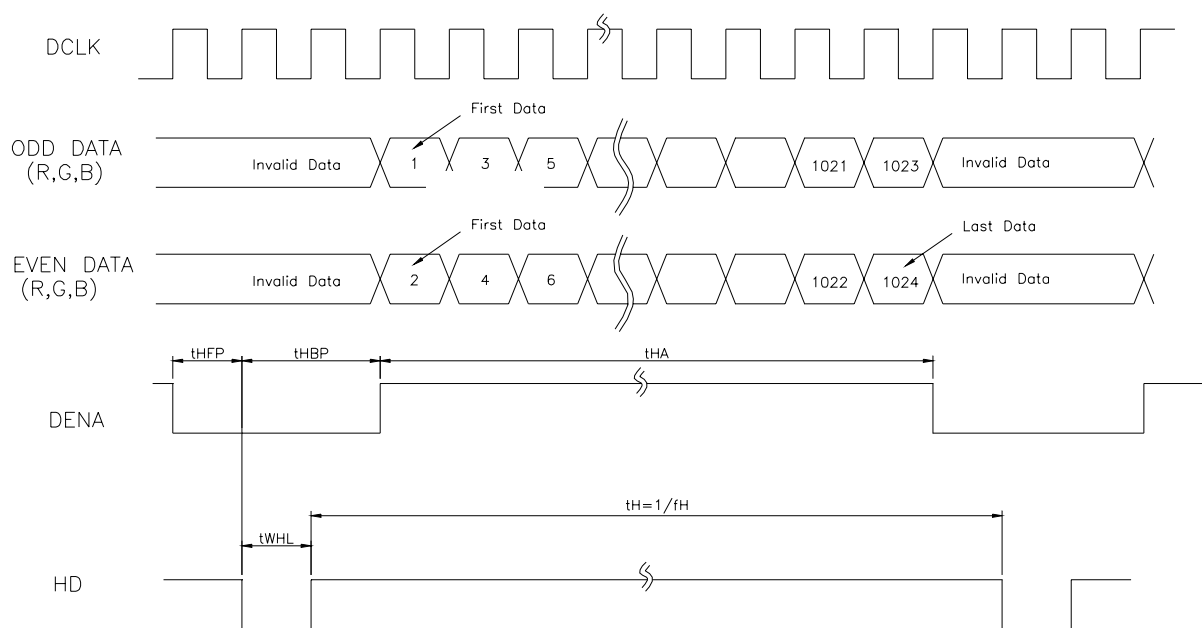 DCLK
First Data
ODD DATA
(R,G,B)
Invalid Data
1
3
5
1021
1023
Invalid Data
First Data
Last Data
EVEN DATA
(R,G,B)
Invalid Data
2
4
6
1022
1024
Invalid Data
tHFP
tHBP
tHA
DENA
tH=1/fH
tWHL
HD